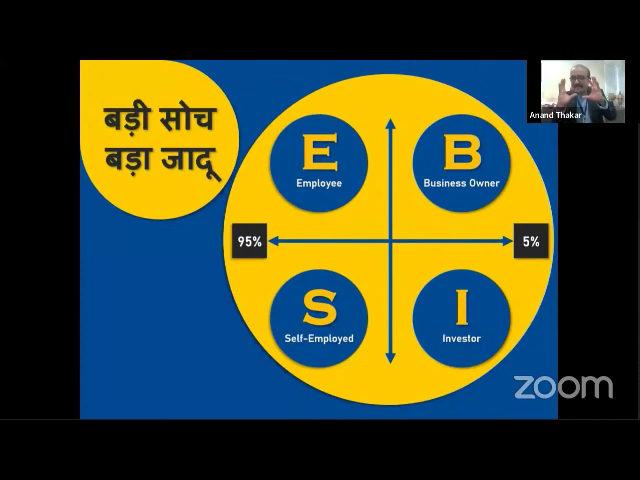 बड़ी सोच
बड़ा जादू
Anand Thakar
E
Employee
B
Business Owner
95%
5%
S
Self-Employed
I
Investor
zoom